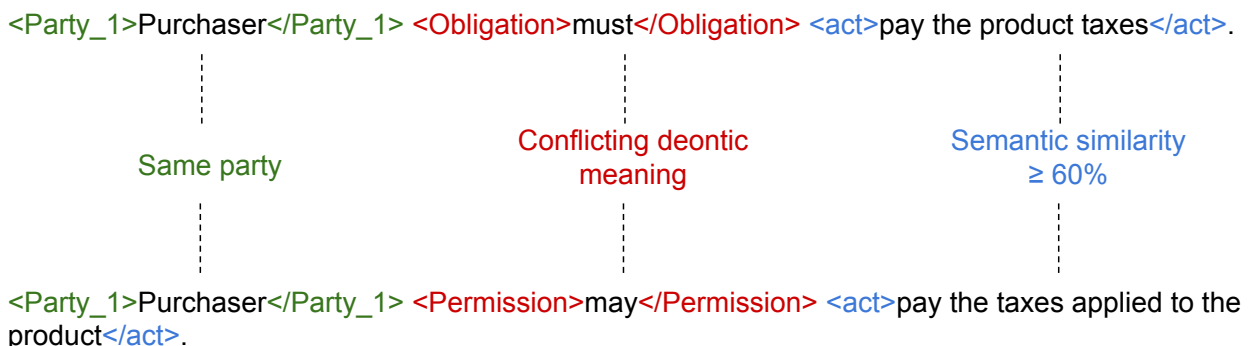 <Party_1>Purchaser</Party_1> <Obligation>must</Obligation> <act>pay the product taxes</act>.
Same party
Conflicting deontic
meaning
Semantic similarity
≥ 60%
<Party_1>Purchaser</Party_1> <Permission>may</Permission> <act>pay the taxes applied to the
product</act>.